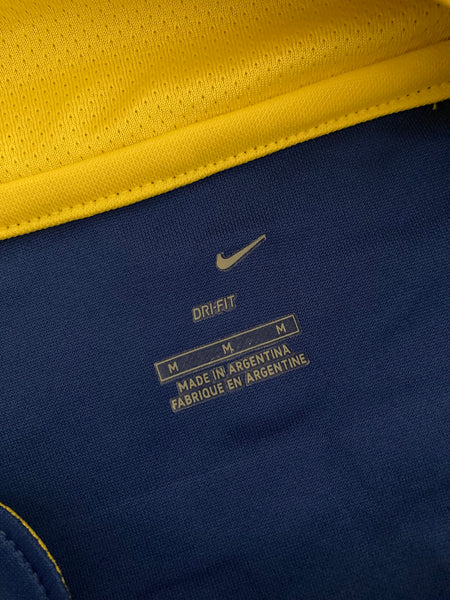 DRI-FIT
M M M
MADE IN ARGENTINA
FABRIQUE EN ARGENTINE